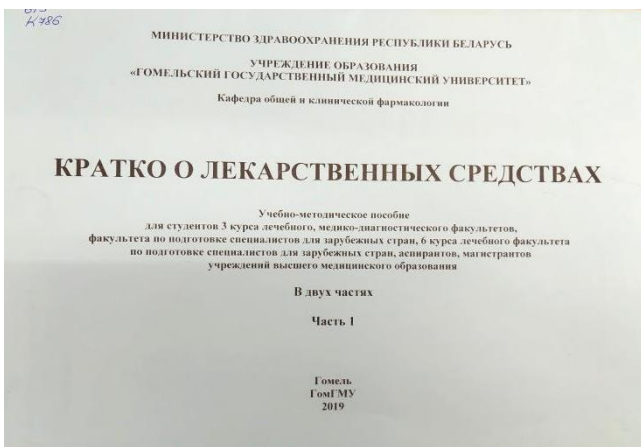 615
К 786
МИНИСТЕРСТВО ЗДРАВООХРАНЕНИЯ РЕСПУБЛИКИ БЕЛАРУСЬ
УЧРЕЖДЕНИЕ ОБРАЗОВАНИЯ
«ГОМЕЛЬСКИЙ ГОСУДАРСТВЕННЫЙ МЕДИЦИНСКИЙ УНИВЕРСИТЕТ»
Кафедра общей и клинической фармакологии
КРАТКО О ЛЕКАРСТВЕННЫХ СРЕДСТВАХ
Учебно-методическое пособие
для студентов 3 курса лечебного, медико-диагностического факультетов,
факультета по подготовке специалистов для зарубежных стран, 6 курса лечебного факультета
по подготовке специалистов для зарубежных стран, аспирантов, магистрантов
учреждений высшего медицинского образования
В двух частях
Часть 1
Гомель
ГомГМУ
2019